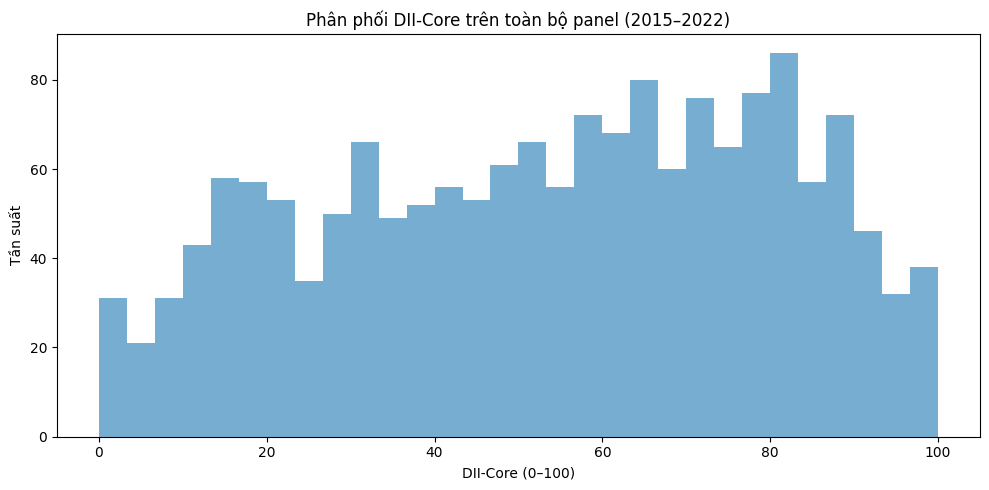 Phân phối DII-Core trên toàn bộ panel (2015–2022)
Tần suất
80
60
40
20
0
0 20 40 60 80 100
DII-Core (0–100)